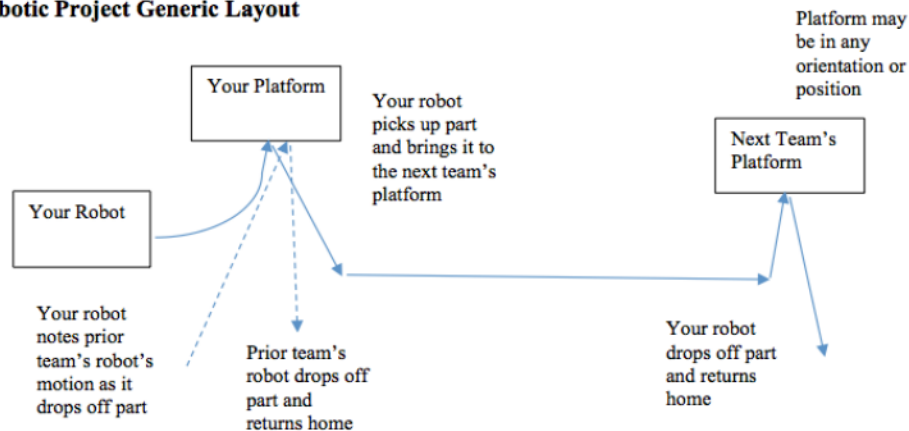 botic Project Generic Layout
Platform may
be in any
orientation or
position
Your Platform
Your robot
picks up part
and brings it to
the next team's
platform
Next Team's
Platform
Your Robot
Your robot
notes prior
team's robot's
motion as it
drops off part
Prior team's
robot drops off
part and
returns home
Your robot
drops off part
and returns
home